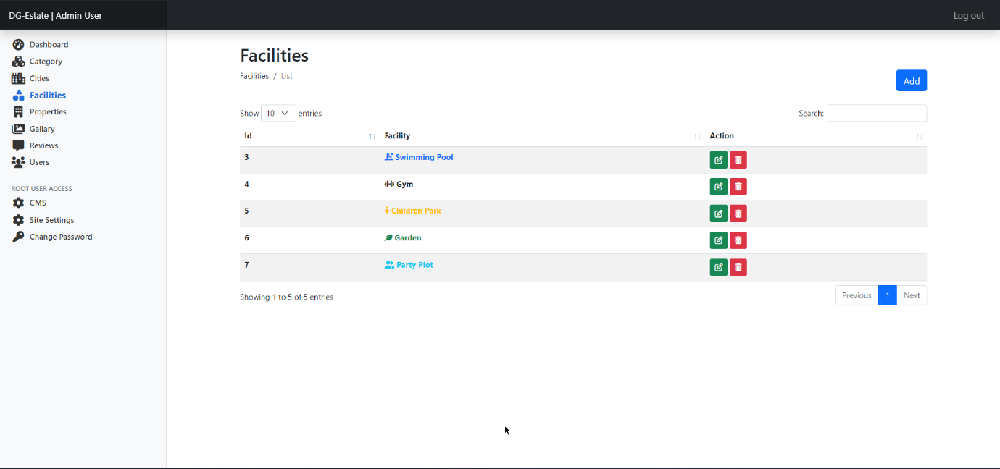 DG-Estate | Admin User
Log out
Dashboard
Category
Cities
Facilities
Properties
Gallary
Reviews
Users
ROOT USER ACCESS
CMS
Site Settings
Change Password
Facilities
Facilities / List
Add
Show 10 entries
Search:
Id Facility Action
3 Swimming Pool
4 Gym
5 Children Park
6 Garden
7 Party Plot
Showing 1 to 5 of 5 entries
Previous 1 Next